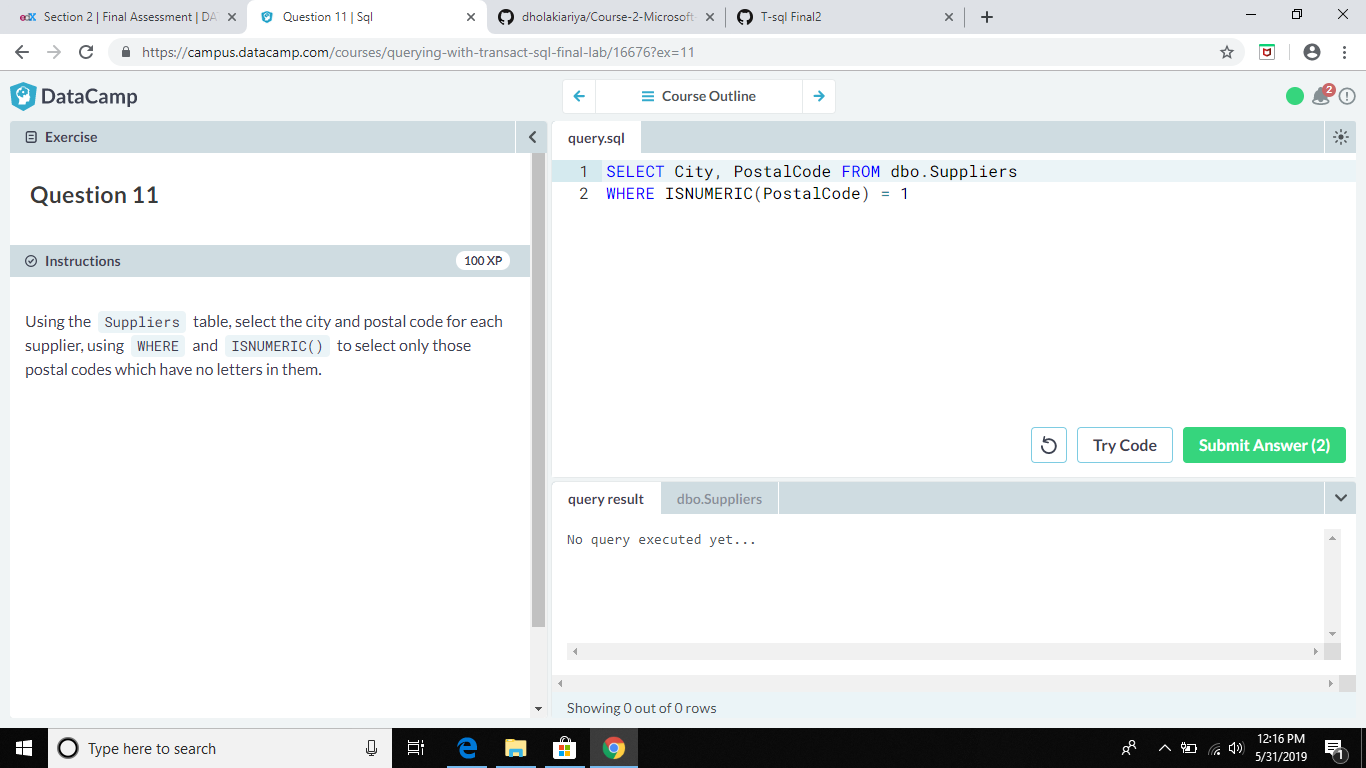 Section 2 | Final Assessment | DA
Question 11 | Sql
dholakiariya/Course-2-Microsoft-
T-sql Final2
https://campus.datacamp.com/courses/querying-with-transact-sql-final-lab/16676?ex=11
DataCamp
Course Outline
2
Exercise
query.sql
Question 11
1 SELECT City, PostalCode FROM dbo.Suppliers
2 WHERE ISNUMERIC(PostalCode) = 1
Instructions
100 XP
Using the Suppliers table, select the city and postal code for each
supplier, using WHERE and ISNUMERIC() to select only those
postal codes which have no letters in them.
Try Code
Submit Answer (2)
query result
dbo.Suppliers
No query executed yet...
Showing 0 out of 0 rows
Type here to search
12:16 PM
5/31/2019
1